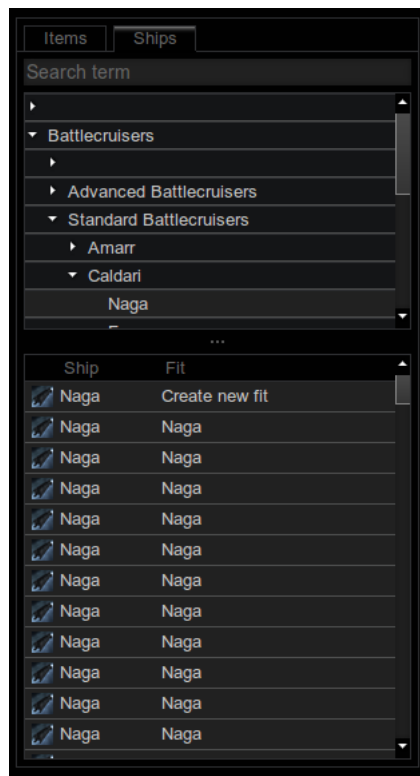 Items Ships
Search term
Battlecruisers
Advanced Battlecruisers
Standard Battlecruisers
Amarr
Caldari
Naga
...
Ship Fit
Naga Create new fit
Naga Naga
Naga Naga
Naga Naga
Naga Naga
Naga Naga
Naga Naga
Naga Naga
Naga Naga
Naga Naga
Naga Naga
Naga Naga